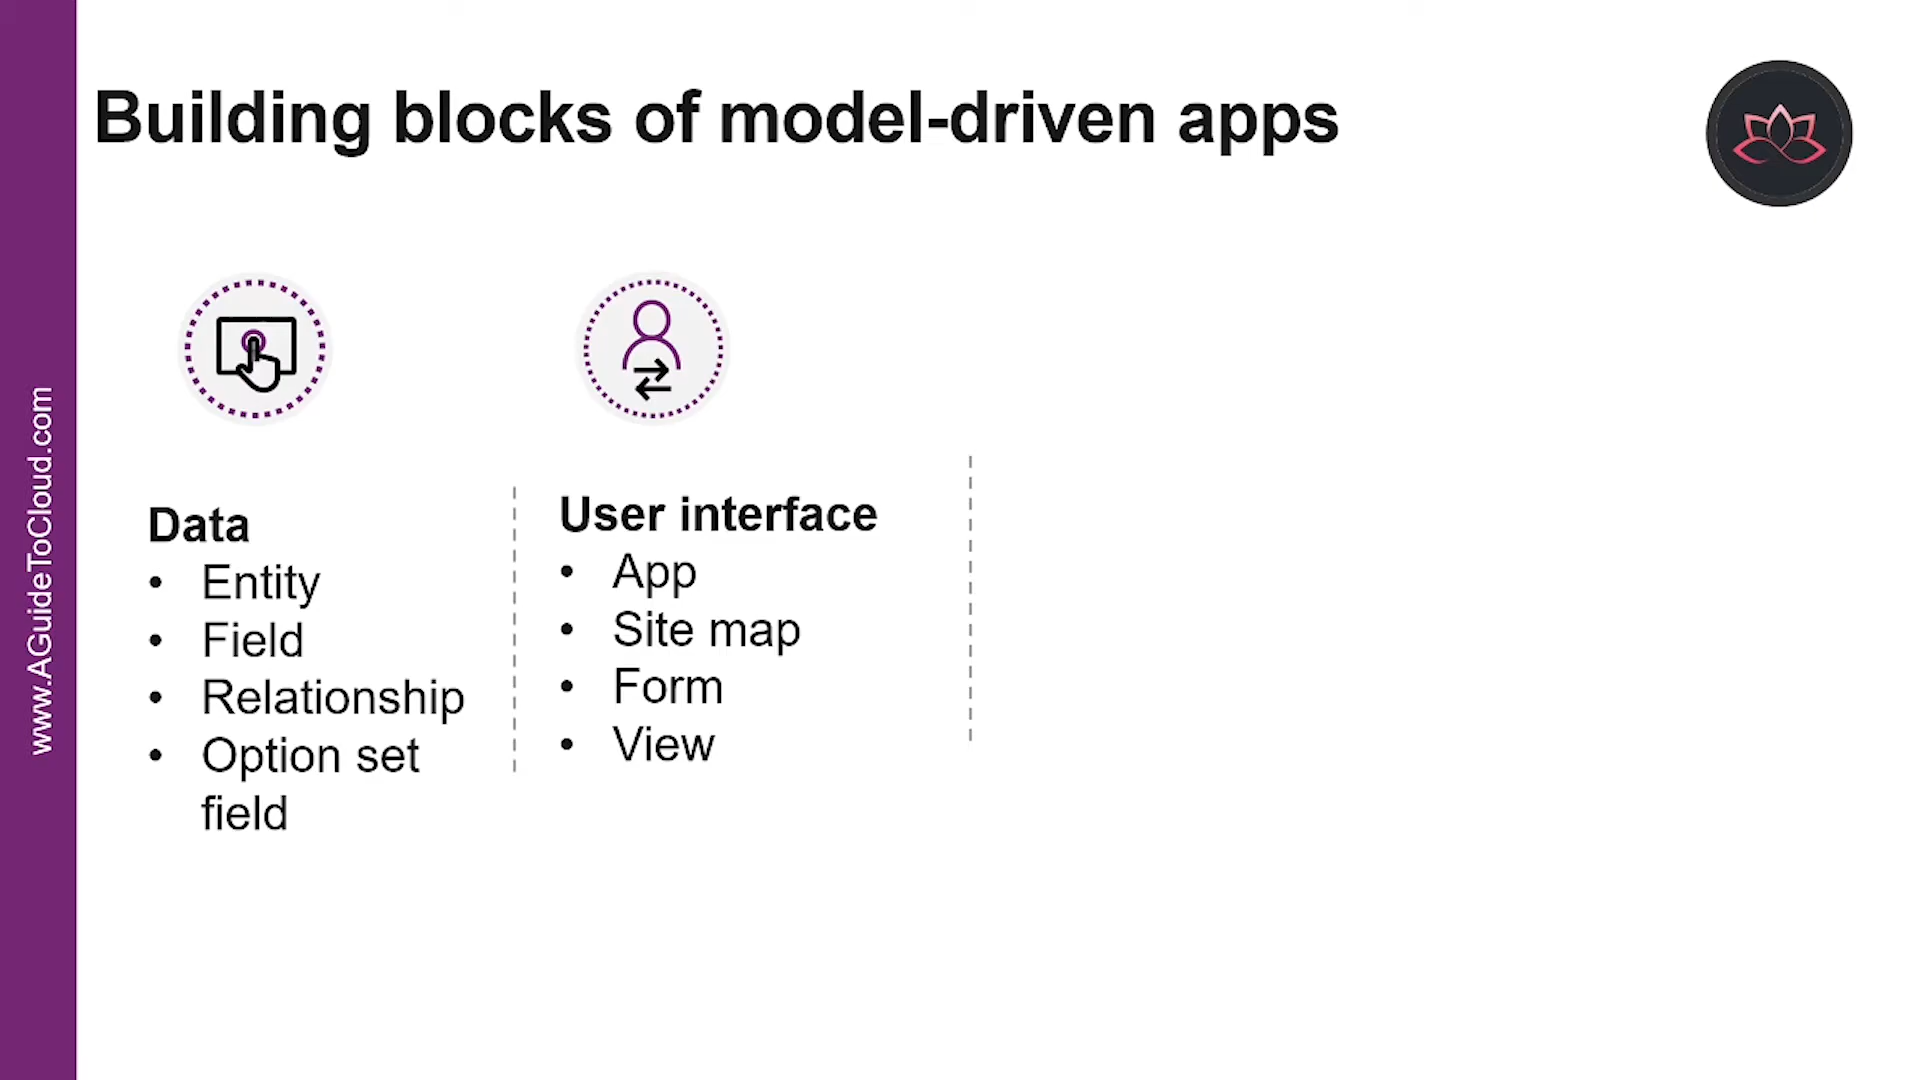 Building blocks of model-driven apps
www.AGuideToCloud.com
Data
• Entity
• Field
• Relationship
• Option set
field
User interface
• App
• Site map
• Form
• View